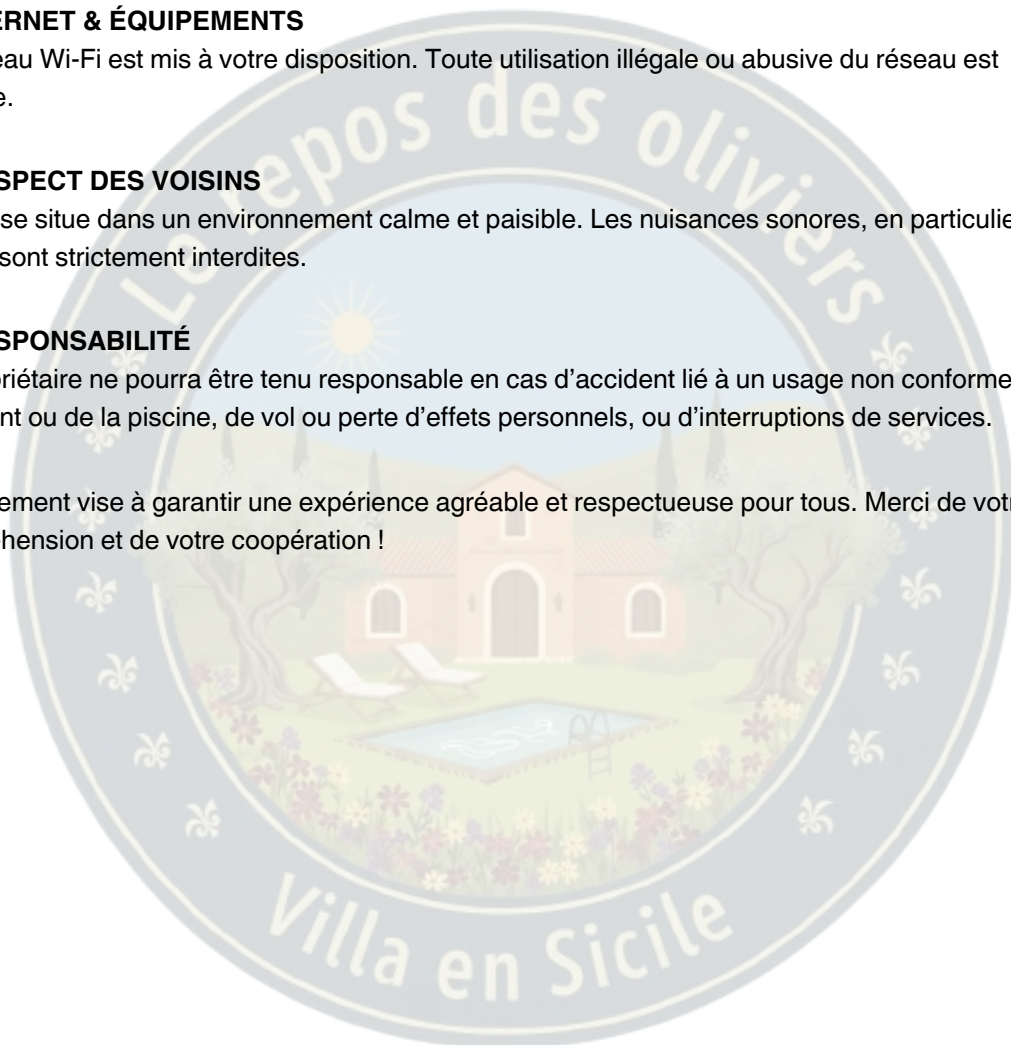 ERNET & ÉQUIPEMENTS
eau Wi-Fi est mis à votre disposition. Toute utilisation illégale ou abusive du réseau est
e.
SPECT DES VOISINS
se situe dans un environnement calme et paisible. Les nuisances sonores, en particulie
sont strictement interdites.
SPONSABILITÉ
riétaire ne pourra être tenu responsable en cas d’accident lié à un usage non conforme
nt ou de la piscine, de vol ou perte d’effets personnels, ou d’interruptions de services.
ement vise à garantir une expérience agréable et respectueuse pour tous. Merci de votr
hension et de votre coopération !
Le repos des oliviers
Villa en Sicile